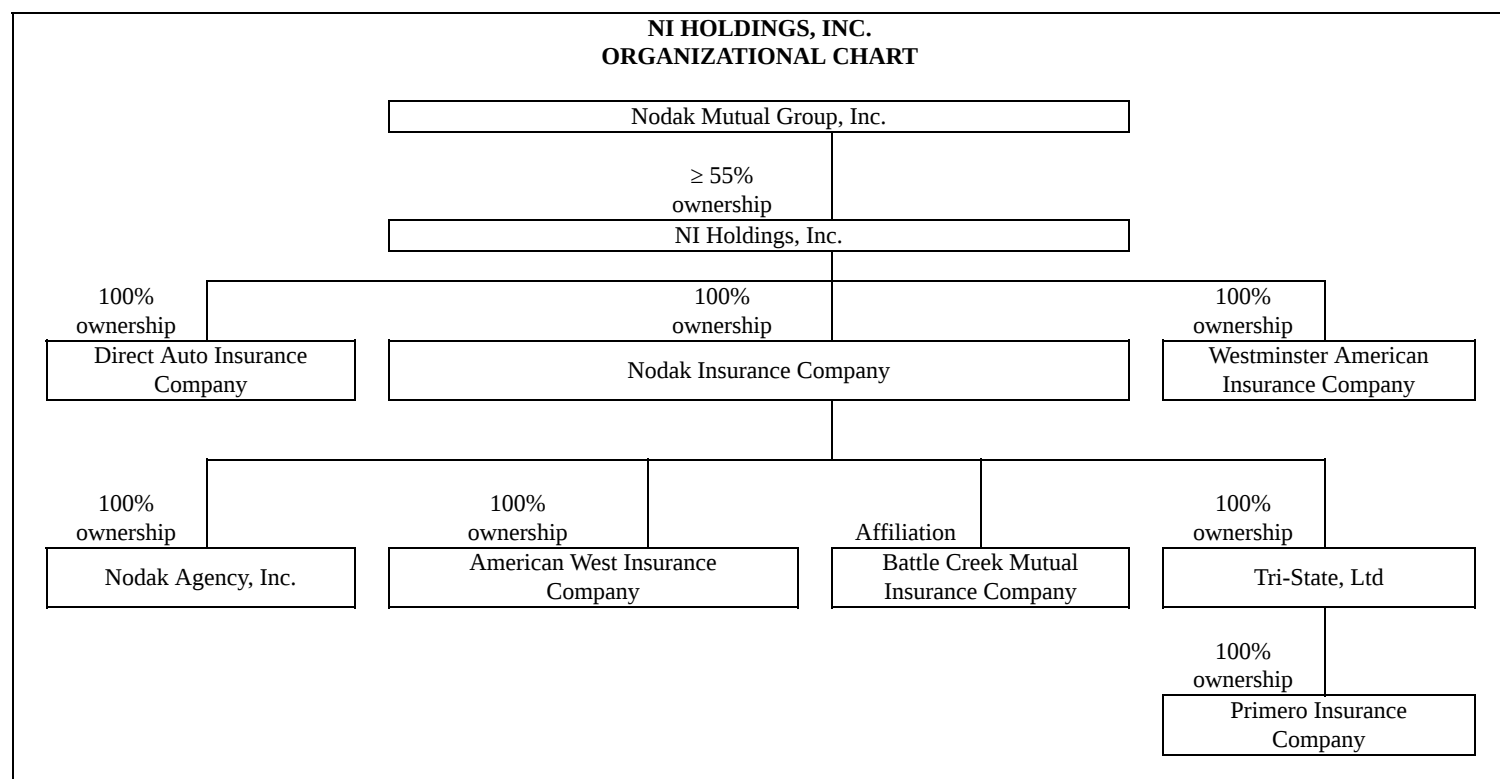 NI HOLDINGS, INC.
ORGANIZATIONAL CHART
Nodak Mutual Group, Inc.
≥ 55%
ownership
NI Holdings, Inc.
100%
ownership
100%
ownership
100%
ownership
Direct Auto Insurance
Company
Nodak Insurance Company
Westminster American
Insurance Company
100%
ownership
100%
ownership
Affiliation
100%
ownership
Nodak Agency, Inc.
American West Insurance
Company
Battle Creek Mutual
Insurance Company
Tri-State, Ltd
100%
ownership
Primero Insurance
Company